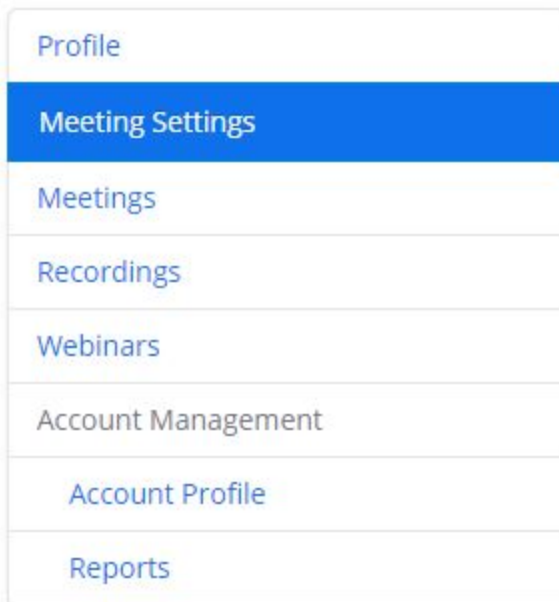 Profile
Meeting Settings
Meetings
Recordings
Webinars
Account Management
Account Profile
Reports